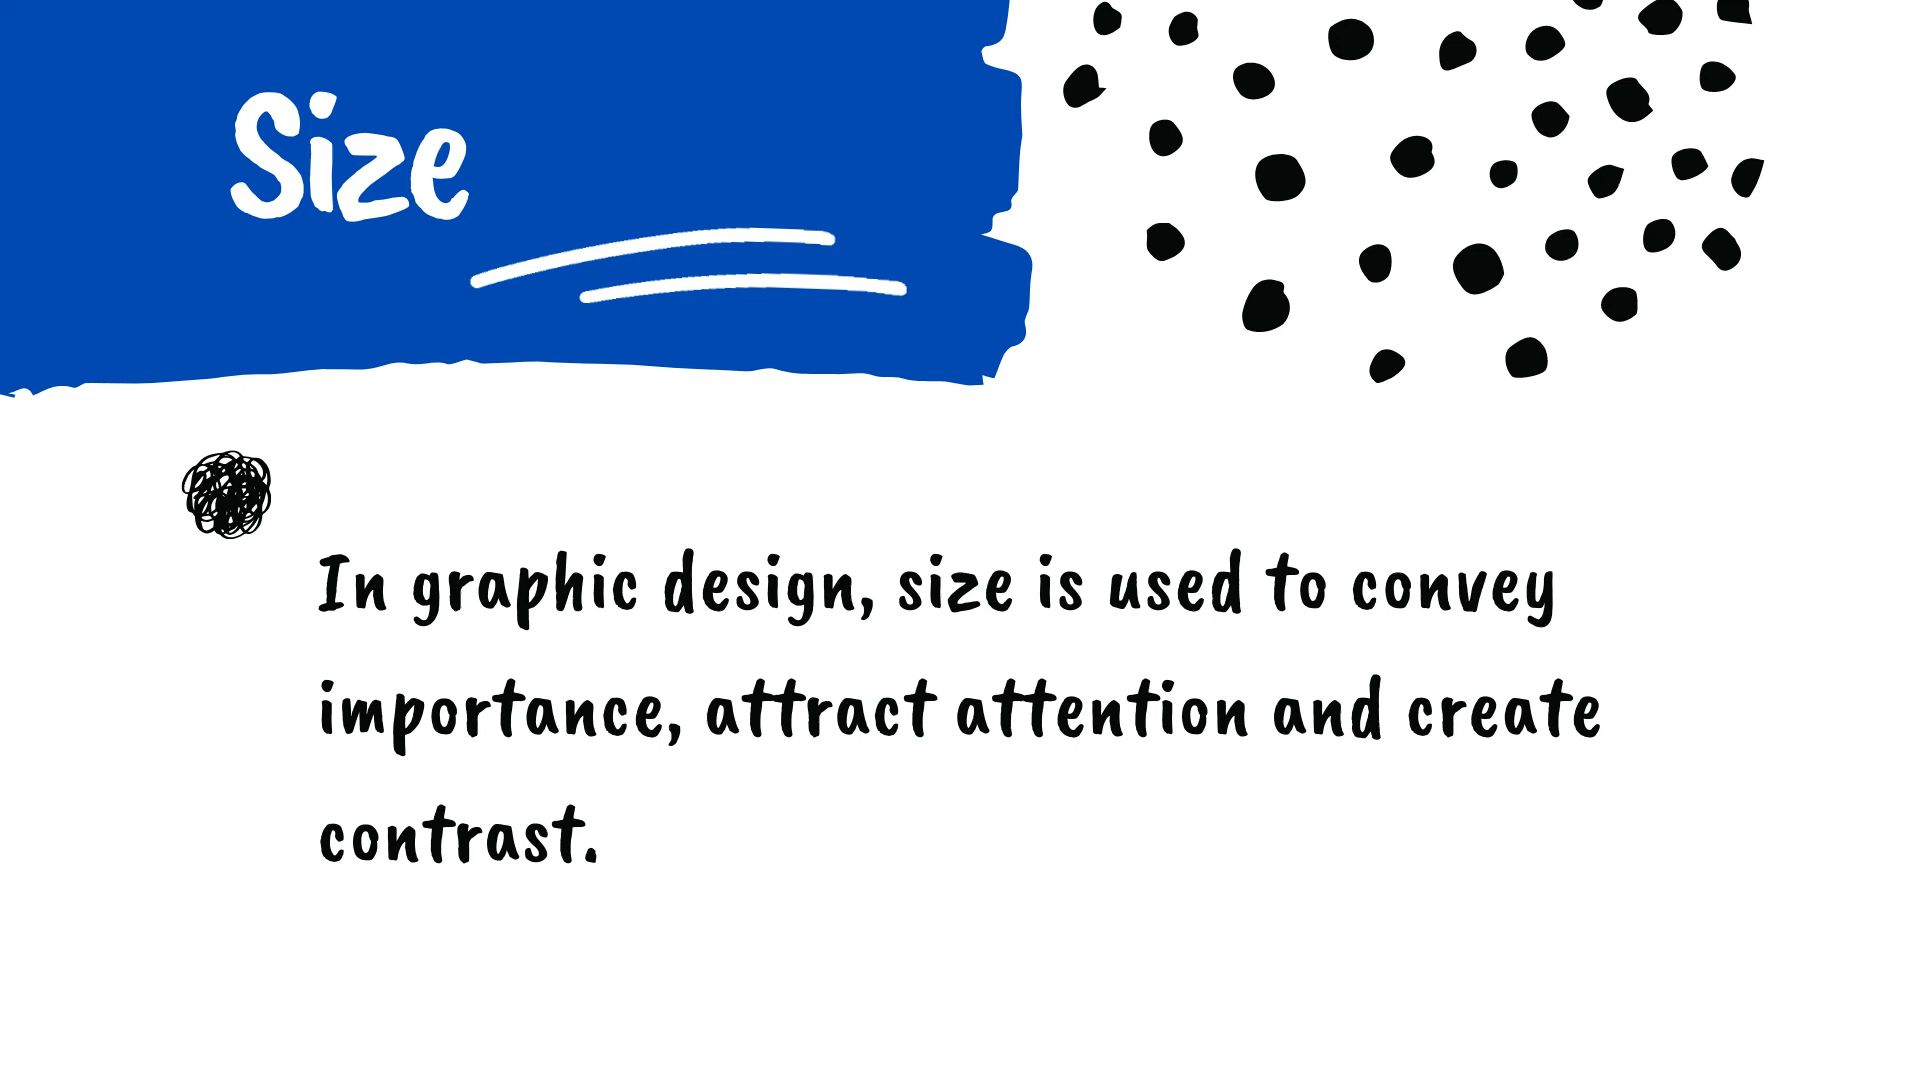 Size
In graphic design, size is used to convey
importance, attract attention and create
contrast.